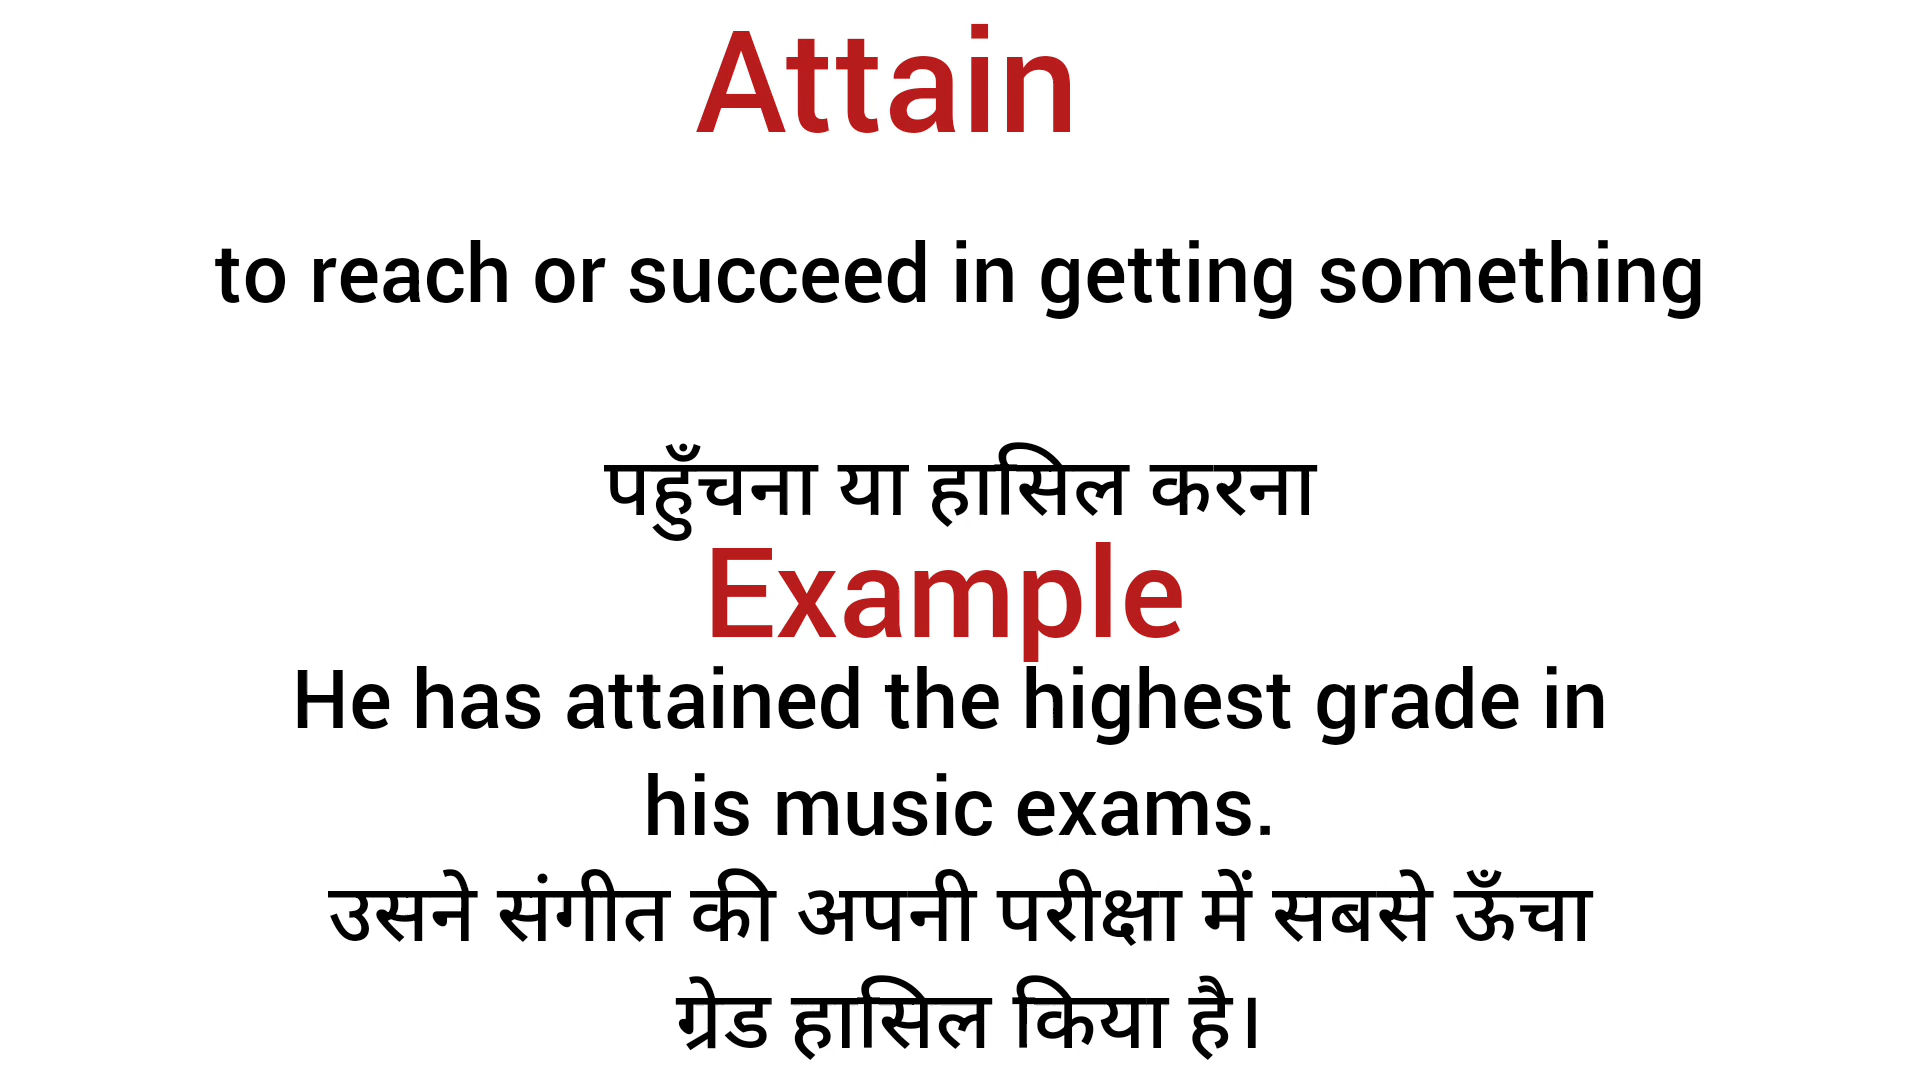 Attain
to reach or succeed in getting something
पहुँचना या हासिल करना
Example
He has attained the highest grade in
his music exams.
उसने संगीत की अपनी परीक्षा में सबसे ऊँचा
ग्रेड हासिल किया है।